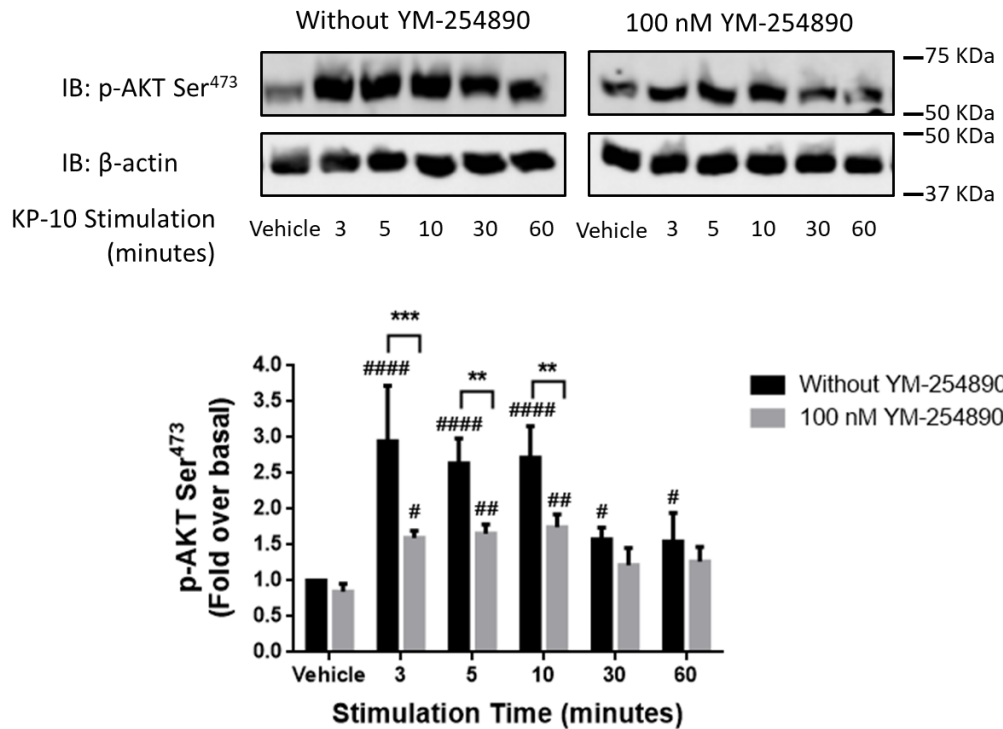 Without YM-254890 100 nM YM-254890
IB: p-AKT Ser473 75 KDa
50 KDa
IB: β-actin 50 KDa
37 KDa
KP-10 Stimulation
(minutes)
Vehicle 3 5 10 30 60 Vehicle 3 5 10 30 60
***
** **
####
####
####
# ## ## # #
4.0
3.5
3.0
2.5
2.0
1.5
1.0
0.5
0.0
p-AKT Ser473
(Fold over basal)
Without YM-254890
100 nM YM-254890
Vehicle 3 5 10 30 60
Stimulation Time (minutes)